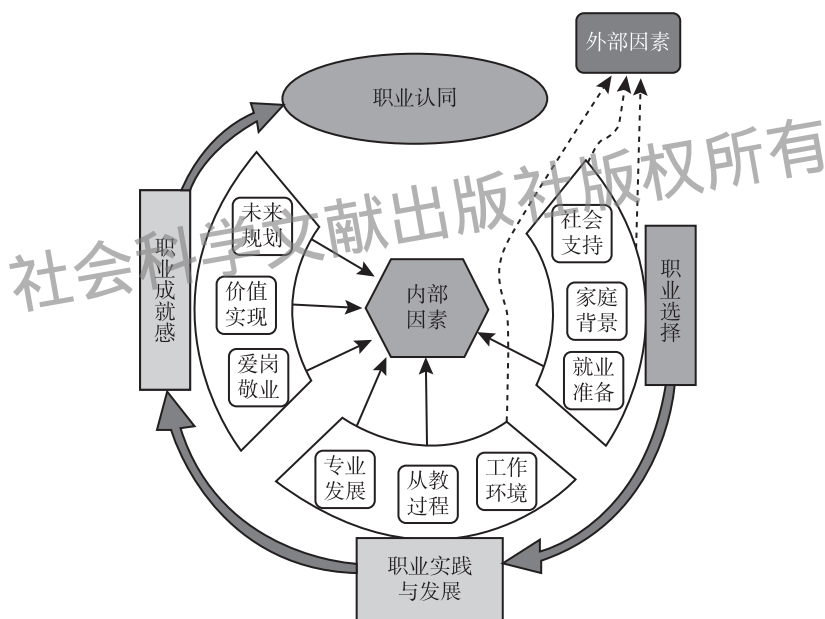 外部因素
职业认同
社会科学文献出版社版权所有
未来
规划
价值
实现
爱岗
敬业
职业成就感
内部
因素
社会
支持
家庭
背景
就业
准备
职业选择
专业
发展
从教
过程
工作
环境
职业实践
与发展